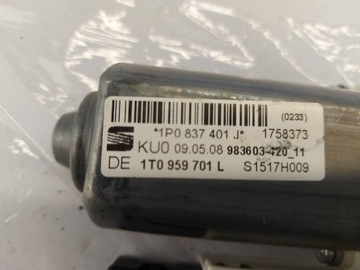 (0233)
*1P0 837 401 J* 1758373
KU0 09.05.08 983603-420_11
DE 1T0 959 701 L S1517H009